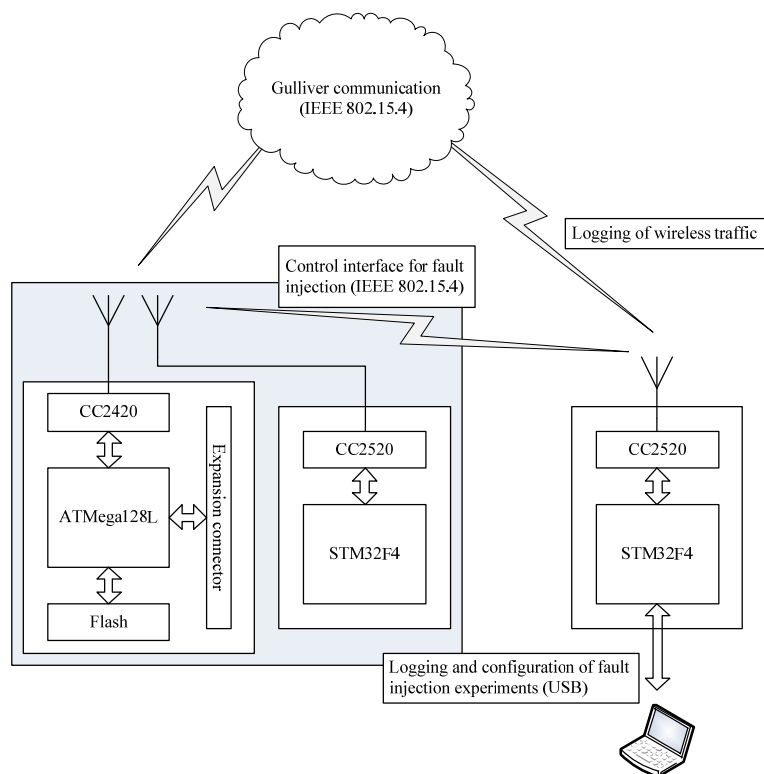 Gulliver communication
(IEEE 802.15.4)
Logging of wireless traffic
Control interface for fault
injection (IEEE 802.15.4)
CC2420
Expansion connector
ATMega128L
Flash
CC2520
STM32F4
CC2520
STM32F4
Logging and configuration of fault
injection experiments (USB)